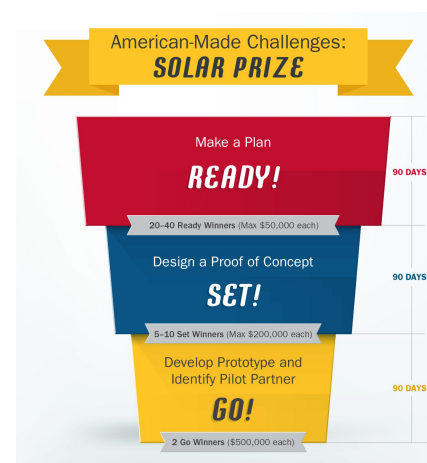 American-Made Challenges:
SOLAR PRIZE
Make a Plan
READY!
90 DAYS
20–40 Ready Winners (Max $50,000 each)
Design a Proof of Concept
SET!
90 DAYS
5–10 Set Winners (Max $200,000 each)
Develop Prototype and
Identify Pilot Partner
GO!
90 DAYS
2 Go Winners ($500,000 each)